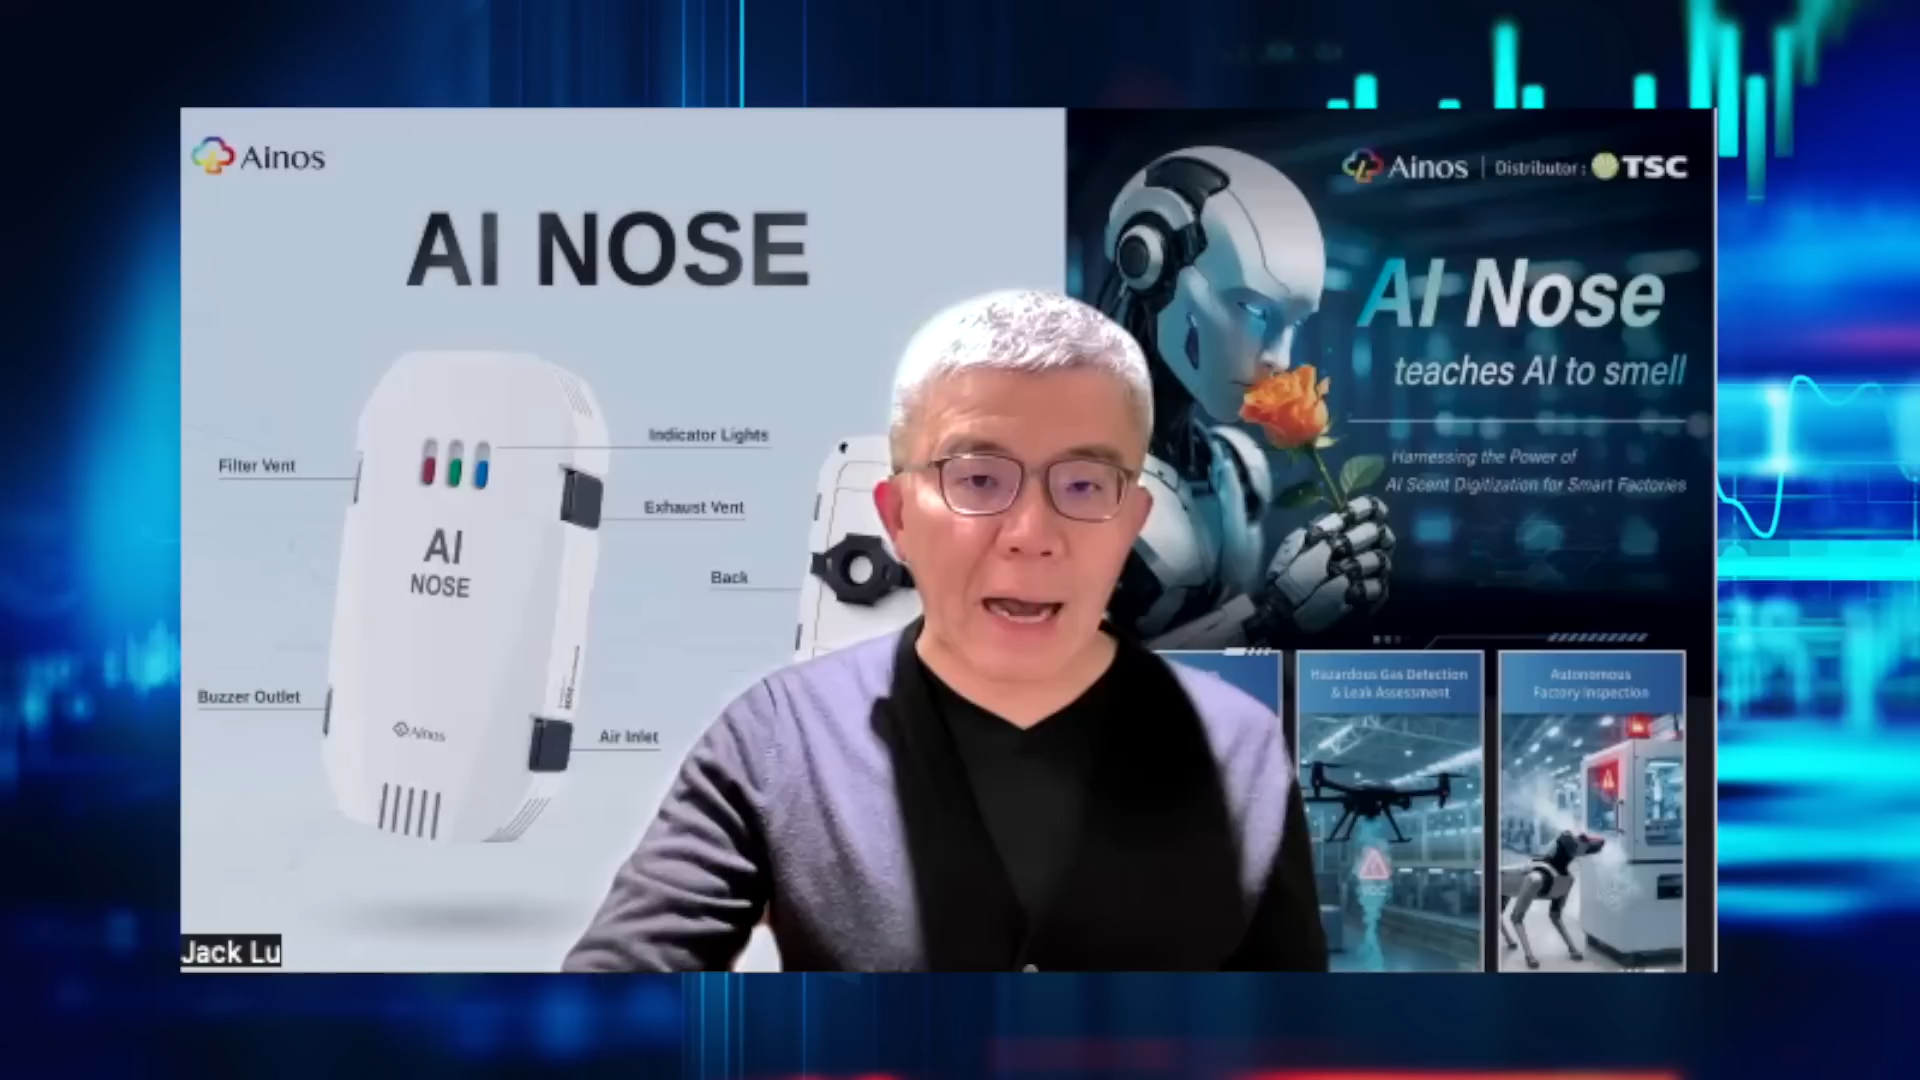 Ainos
AI NOSE
Filter Vent
Indicator Lights
Exhaust Vent
Back
Buzzer Outlet
Air Inlet
AI
NOSE
Ainos
Ainos | Distributor : TSC
AI Nose
teaches AI to smell
Harnessing the Power of
AI Scent Digitization for Smart Factories
Hazardous Gas Detection
& Leak Assessment
Autonomous
Factory Inspection
VOC
Jack Lu